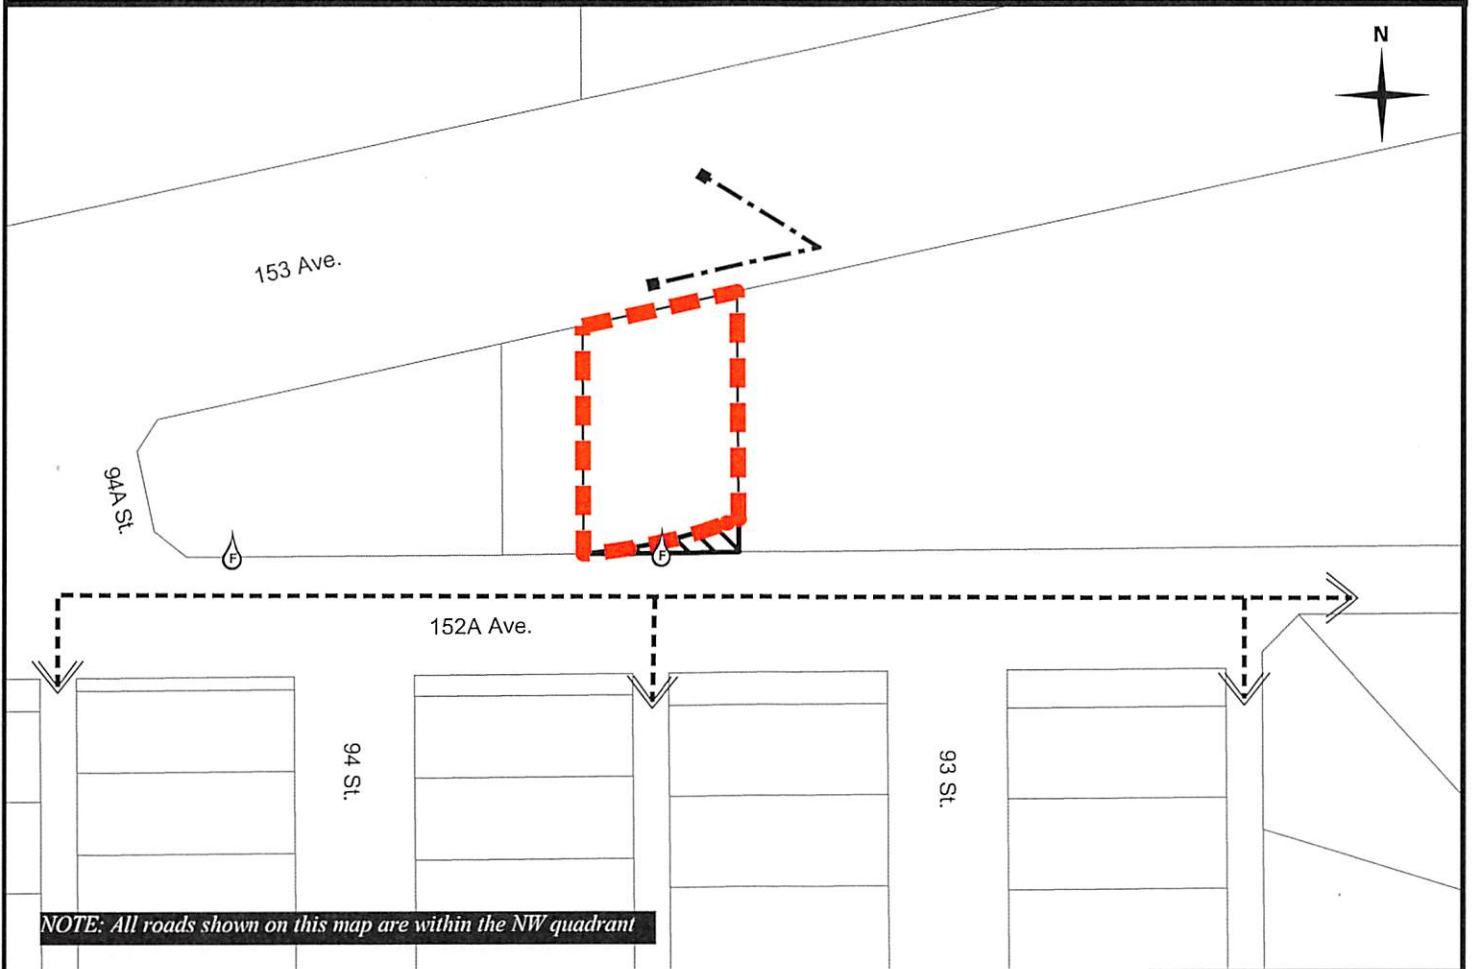 N
153 Ave.
94A St.
F
F
152A Ave.
94 St.
93 St.
NOTE: All roads shown on this map are within the NW quadrant